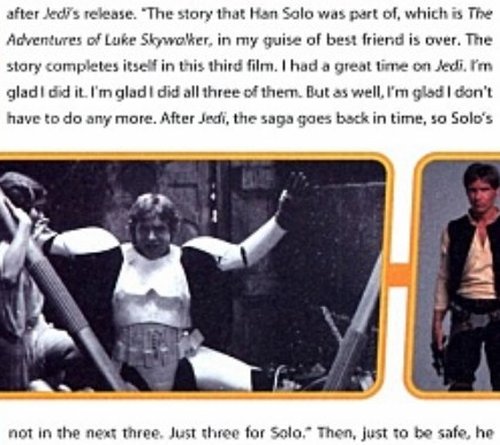 after Jedi's release. "The story that Han Solo was part of, which is The
Adventures of Luke Skywalker, in my guise of best friend is over. The
story completes itself in this third film. I had a great time on Jedi. I'm
glad I did it. I'm glad I did all three of them. But as well, I'm glad I don't
have to do any more. After Jedi, the saga goes back in time, so Solo's
not in the next three. Just three for Solo." Then, just to be safe, he